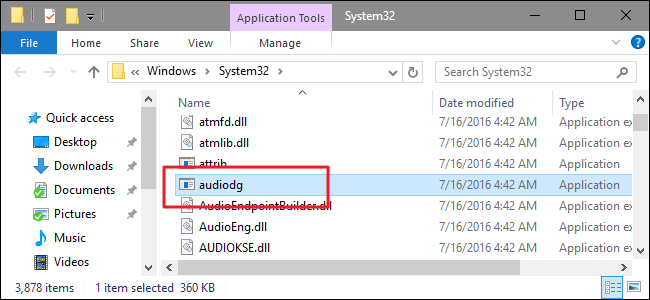 Application Tools System32
File Home Share View Manage
« Windows > System32 > Search System32
Name Date modified Type
Quick access
Desktop
Downloads
Documents
Pictures
Music
Videos
atmfd.dll 7/16/2016 4:42 AM Application ex
atmlib.dll 7/16/2016 4:42 AM Application ex
attrib 7/16/2016 4:42 AM Application
audiodg 7/16/2016 4:42 AM Application
AudioEndpointBuilder.dll 7/16/2016 4:42 AM Application ex
AudioEng.dll 7/16/2016 4:42 AM Application ex
AUDIOKSE.dll 7/16/2016 4:42 AM Application ex
3,878 items 1 item selected 360 KB